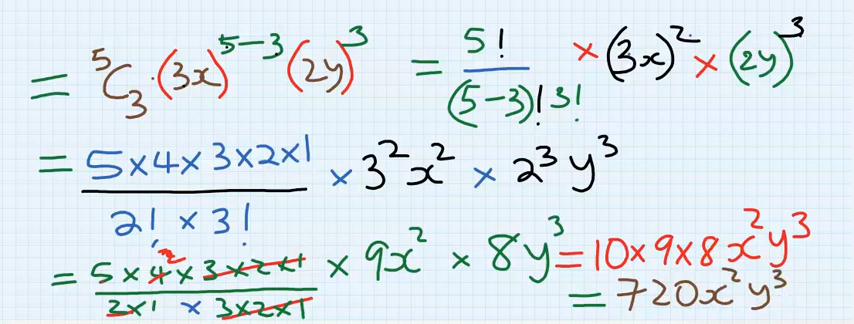 = ⁵C₃ · (3x)⁵⁻³ (2y)³ = 5! / (5-3)! 3! × (3x)² × (2y)³
= 5×4×3×2×1 / 2! × 3! × 3²x² × 2³y³
= 5×4 2×3×2×1 / 2×1 × 3×2×1 × 9x² × 8y³ = 10×9×8x²y³
= 720x²y³